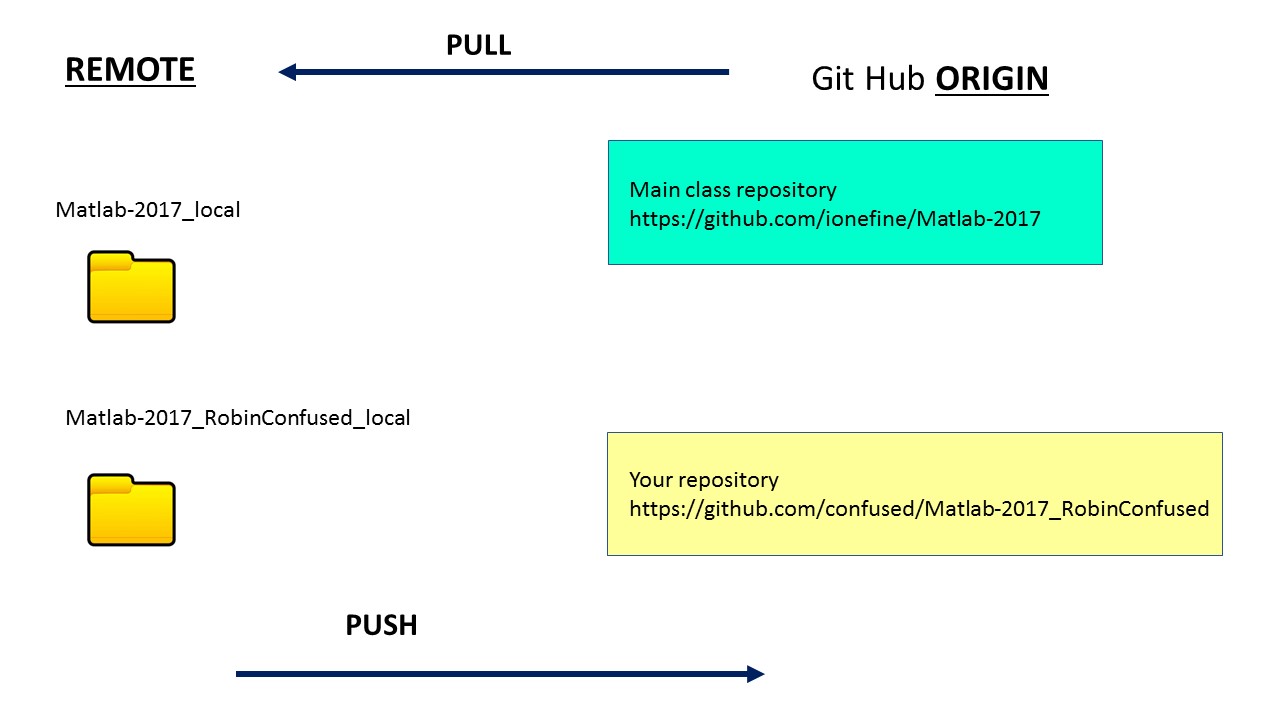 PULL
REMOTE
Git Hub ORIGIN
Main class repository
https://github.com/ionefine/Matlab-2017
Matlab-2017_local
Matlab-2017_RobinConfused_local
Your repository
https://github.com/confused/Matlab-2017_RobinConfused
PUSH